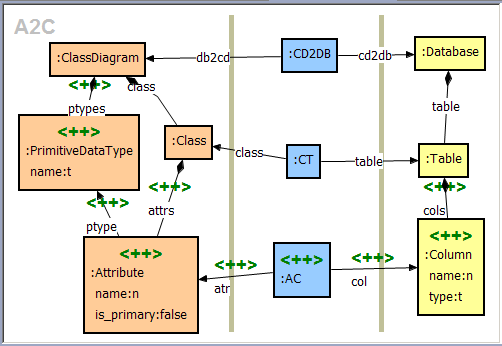 A2C
:ClassDiagram
db2cd
:CD2DB
cd2db
:Database
<++>
ptypes
class
table
<++>
:PrimitiveDataType
name:t
:Class
class
:CT
table
:Table
<++>
<++>
<++>
ptype
attrs
cols
<++>
:Attribute
name:n
is_primary:false
<++>
atr
<++>
:AC
<++>
col
<++>
:Column
name:n
type:t